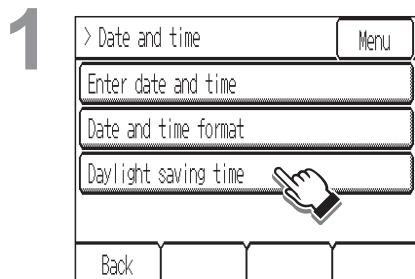 1
> Date and time Menu
Enter date and time
Date and time format
Daylight saving time
Back